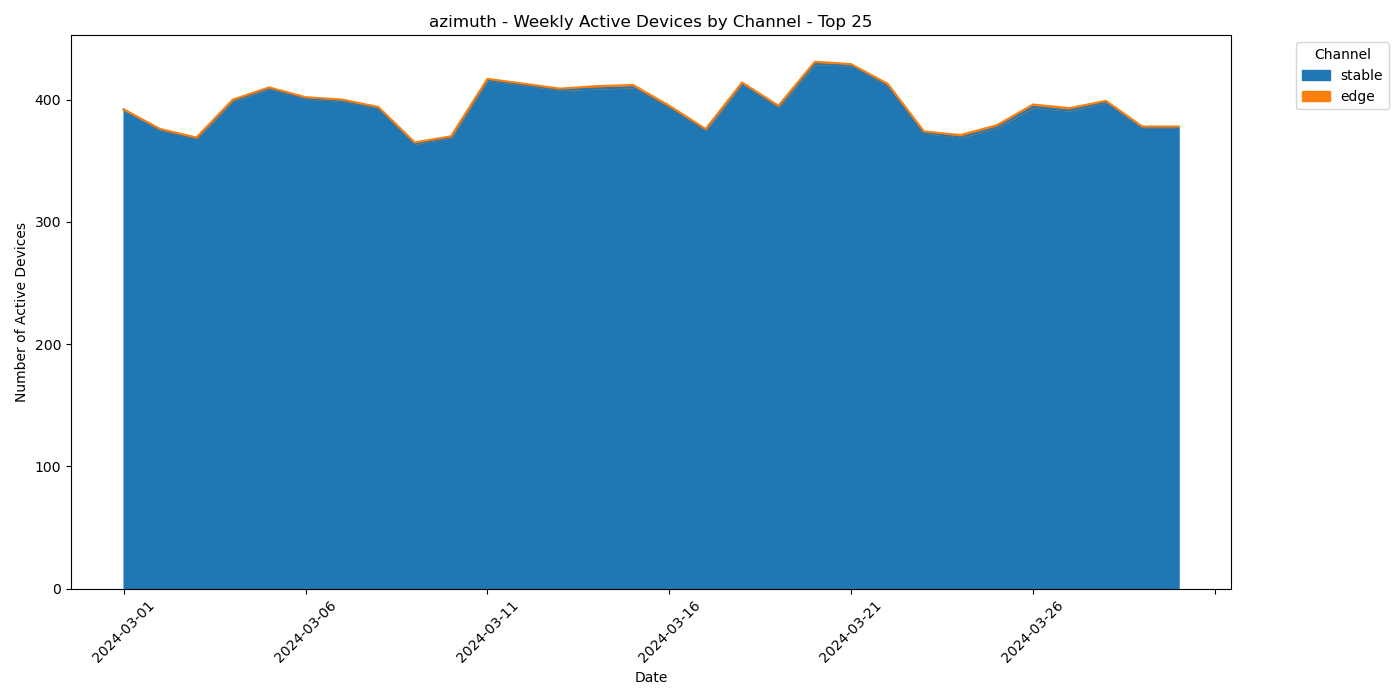 azimuth - Weekly Active Devices by Channel - Top 25
Channel
stable
edge
Number of Active Devices
400
300
200
100
0
2024-03-01
2024-03-06
2024-03-11
2024-03-16
2024-03-21
2024-03-26
Date